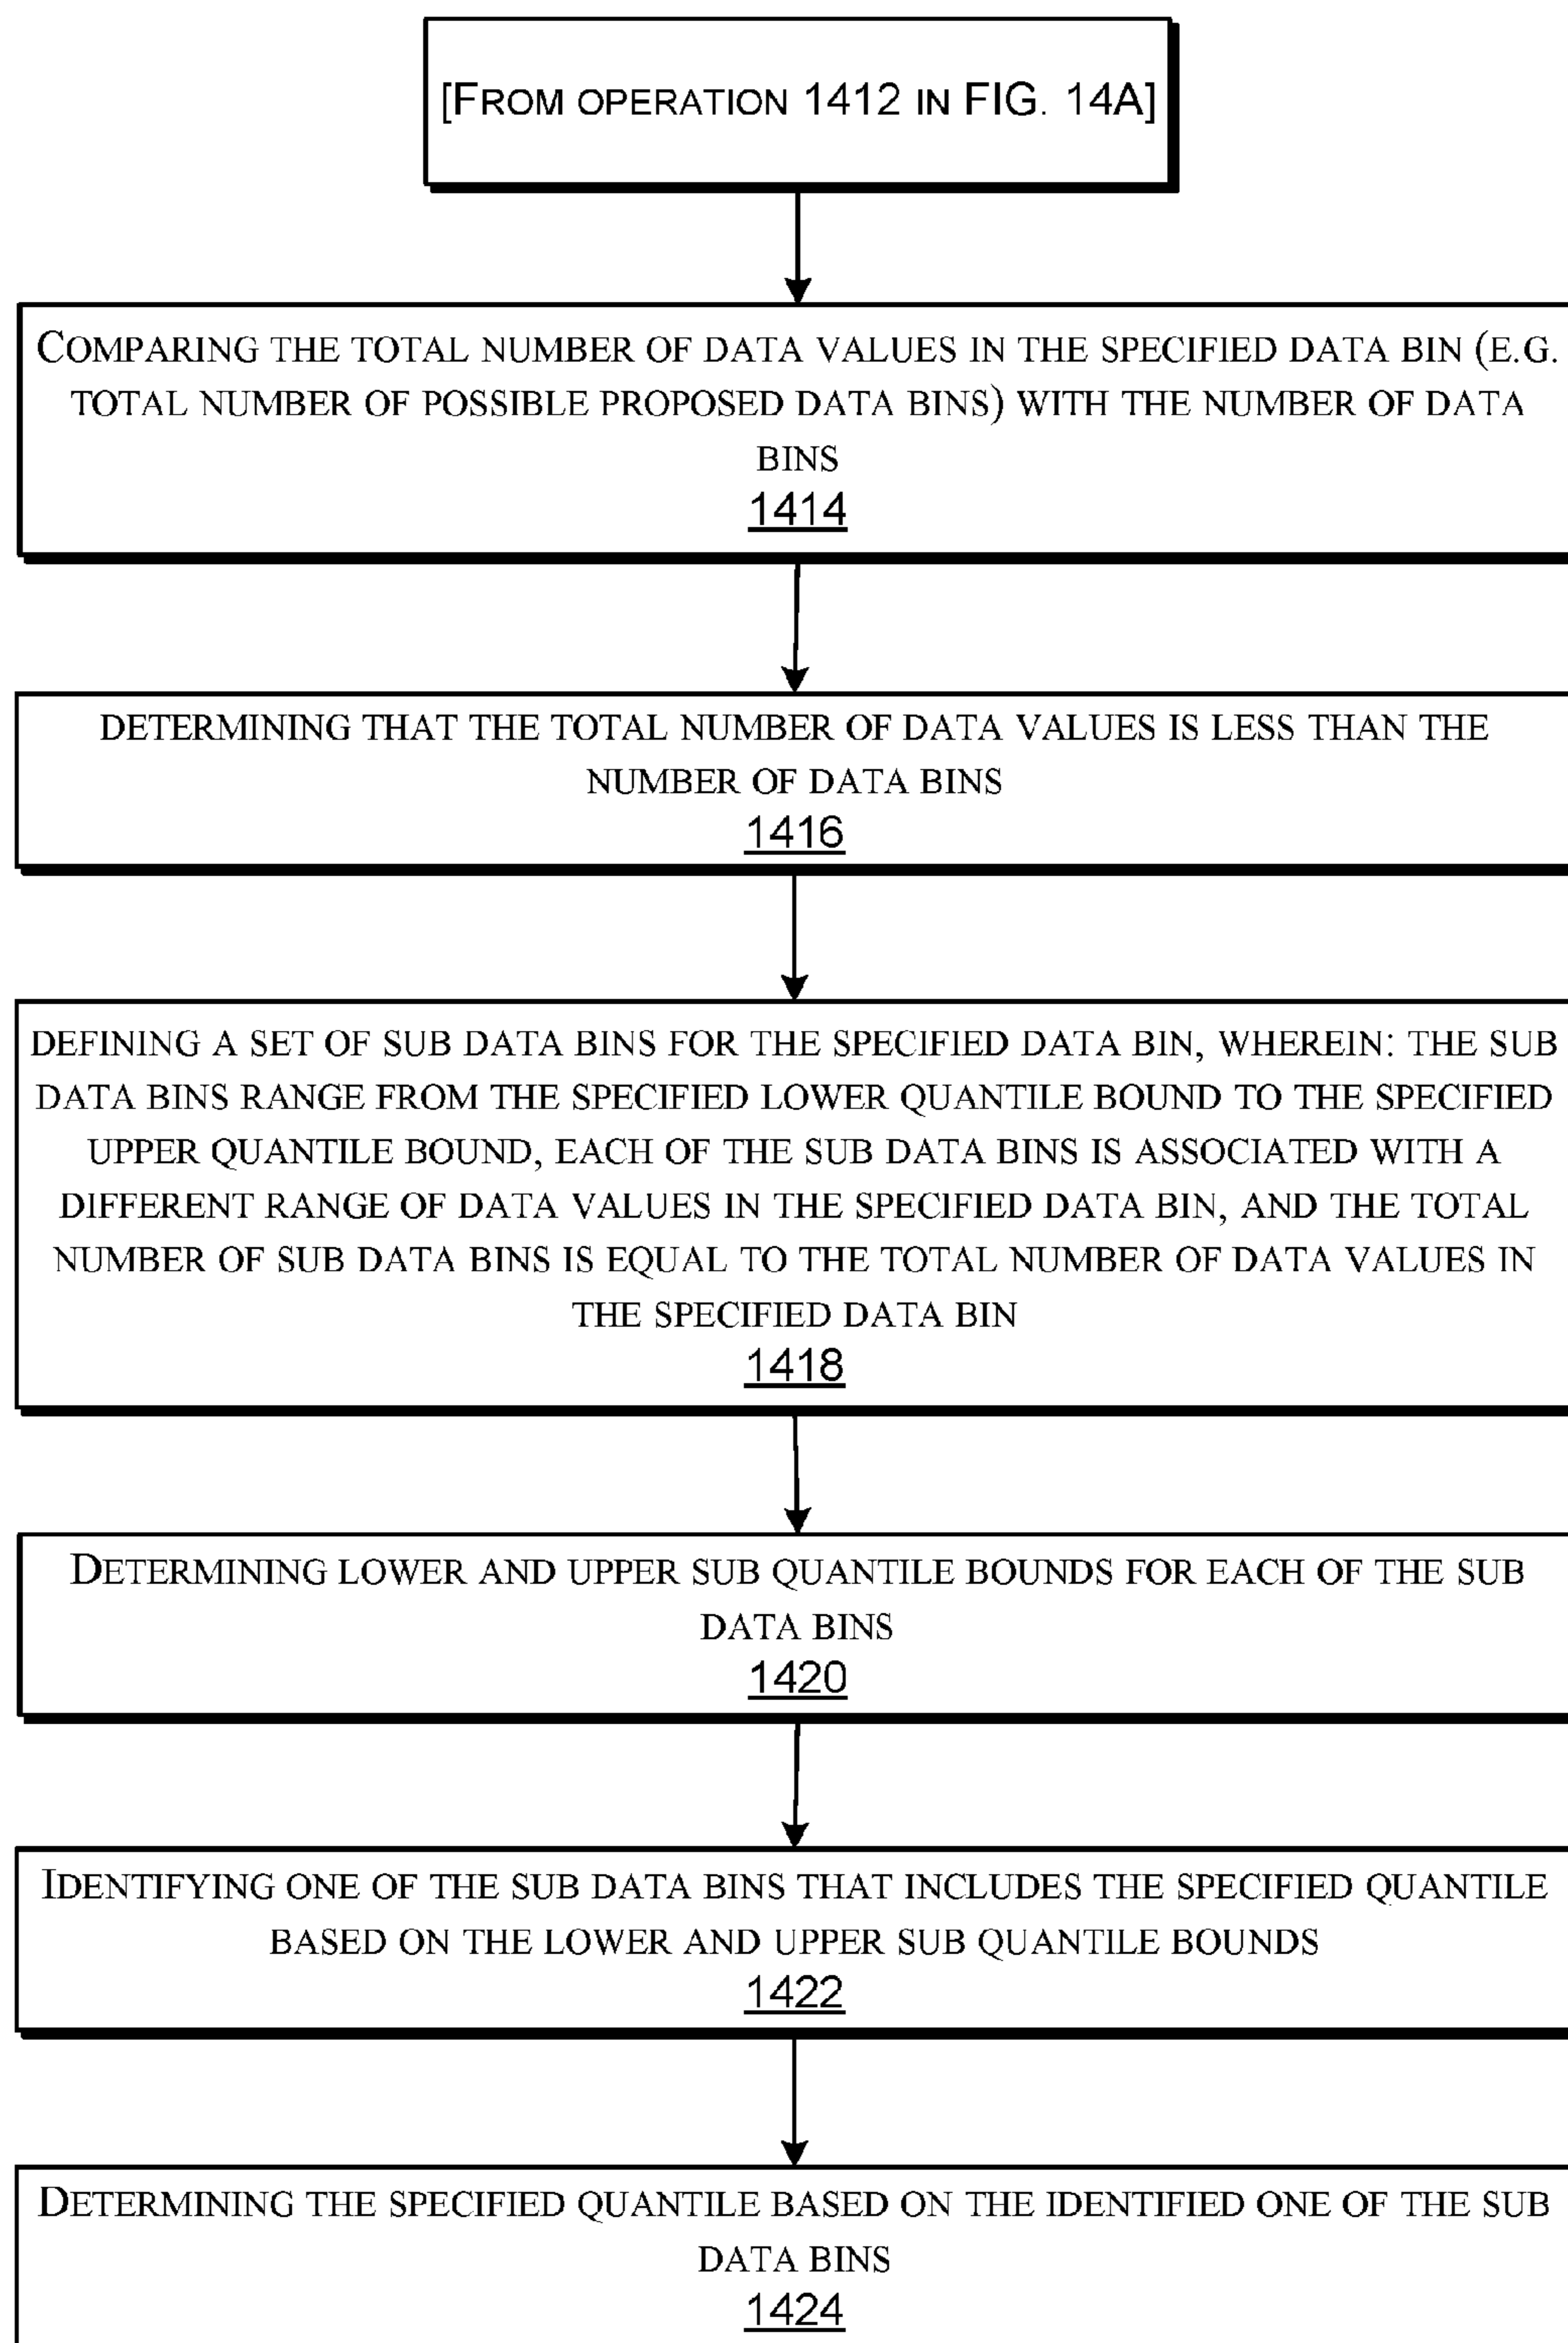 [FROM OPERATION 1412 IN FIG. 14A]
COMPARING THE TOTAL NUMBER OF DATA VALUES IN THE SPECIFIED DATA BIN (E.G.
TOTAL NUMBER OF POSSIBLE PROPOSED DATA BINS) WITH THE NUMBER OF DATA
BINS
1414
DETERMINING THAT THE TOTAL NUMBER OF DATA VALUES IS LESS THAN THE
NUMBER OF DATA BINS
1416
DEFINING A SET OF SUB DATA BINS FOR THE SPECIFIED DATA BIN, WHEREIN: THE SUB
DATA BINS RANGE FROM THE SPECIFIED LOWER QUANTILE BOUND TO THE SPECIFIED
UPPER QUANTILE BOUND, EACH OF THE SUB DATA BINS IS ASSOCIATED WITH A
DIFFERENT RANGE OF DATA VALUES IN THE SPECIFIED DATA BIN, AND THE TOTAL
NUMBER OF SUB DATA BINS IS EQUAL TO THE TOTAL NUMBER OF DATA VALUES IN
THE SPECIFIED DATA BIN
1418
DETERMINING LOWER AND UPPER SUB QUANTILE BOUNDS FOR EACH OF THE SUB
DATA BINS
1420
IDENTIFYING ONE OF THE SUB DATA BINS THAT INCLUDES THE SPECIFIED QUANTILE
BASED ON THE LOWER AND UPPER SUB QUANTILE BOUNDS
1422
DETERMINING THE SPECIFIED QUANTILE BASED ON THE IDENTIFIED ONE OF THE SUB
DATA BINS
1424